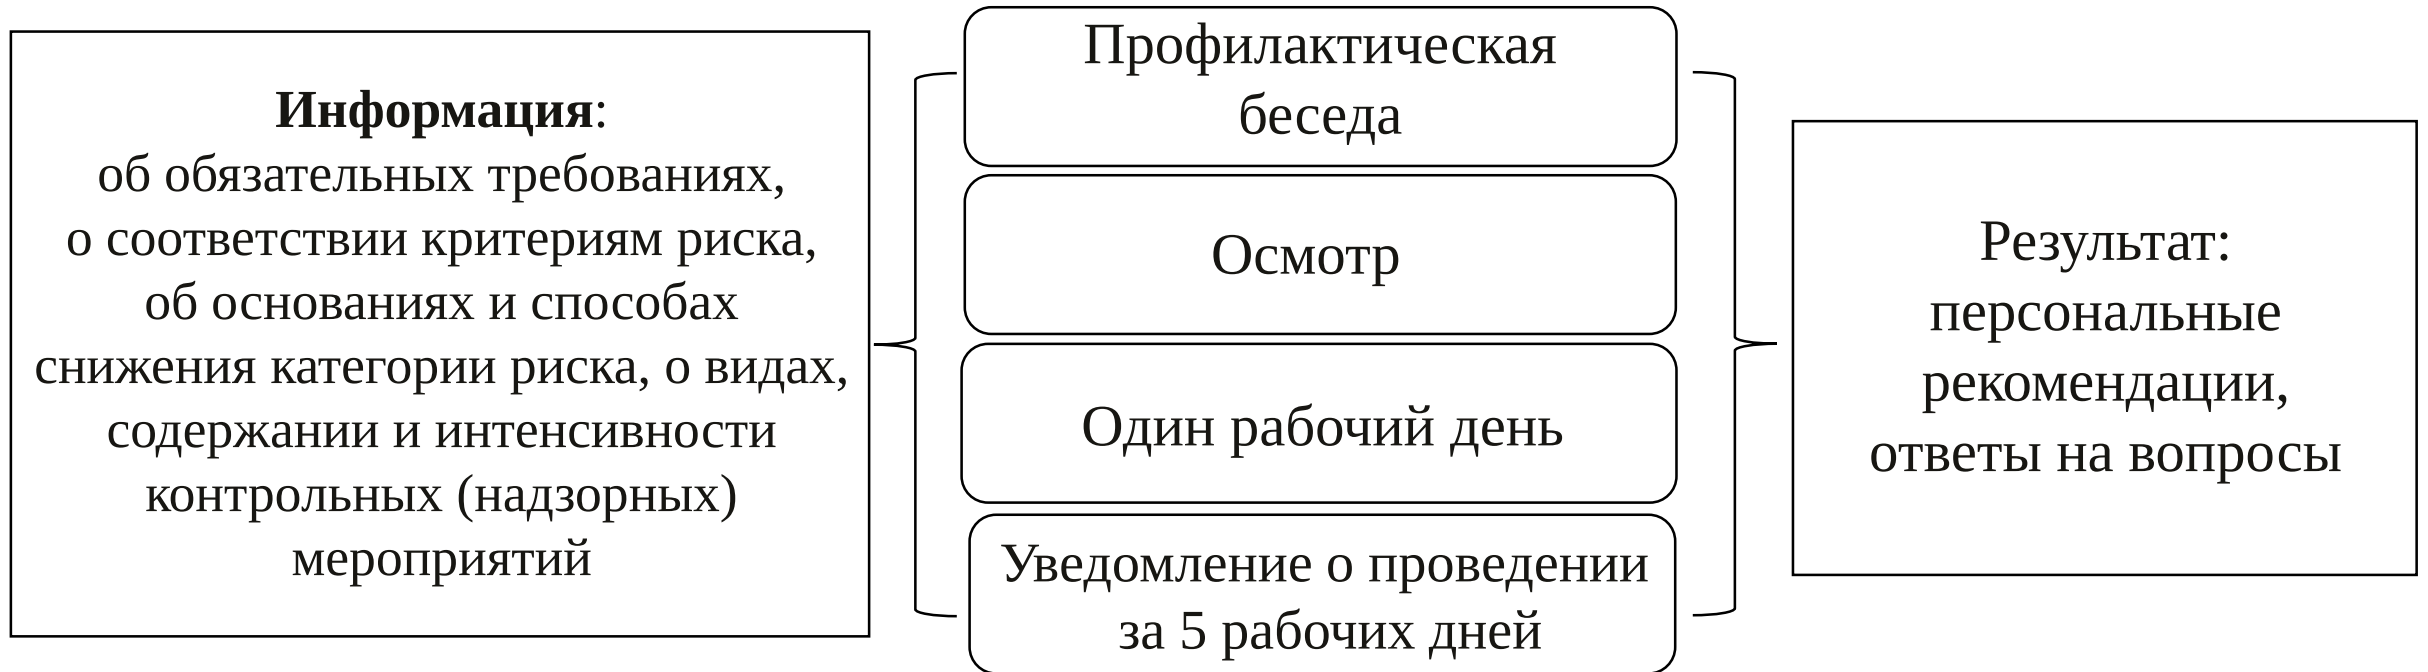 Информация:
об обязательных требованиях,
о соответствии критериям риска,
об основаниях и способах
снижения категории риска, о видах,
содержании и интенсивности
контрольных (надзорных)
мероприятий
Профилактическая
беседа
Осмотр
Один рабочий день
Уведомление о проведении
за 5 рабочих дней
Результат:
персональные
рекомендации,
ответы на вопросы